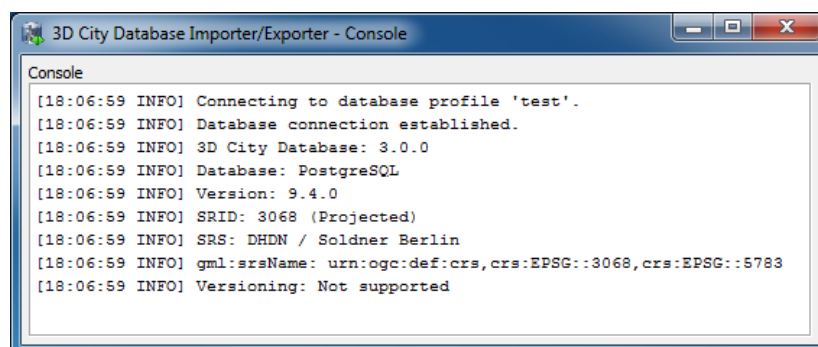 3D City Database Importer/Exporter - Console
Console
[18:06:59 INFO] Connecting to database profile 'test'.
[18:06:59 INFO] Database connection established.
[18:06:59 INFO] 3D City Database: 3.0.0
[18:06:59 INFO] Database: PostgreSQL
[18:06:59 INFO] Version: 9.4.0
[18:06:59 INFO] SRID: 3068 (Projected)
[18:06:59 INFO] SRS: DHDN / Soldner Berlin
[18:06:59 INFO] gml:srsName: urn:ogc:def:crs,crs:EPSG::3068,crs:EPSG::5783
[18:06:59 INFO] Versioning: Not supported